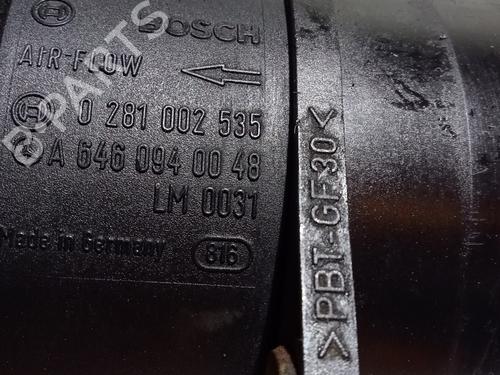 BOSCH
AIR-FLOW
0 281 002 535
A 646 094 00 48
LM 0031
Made in Germany
816
>PBT-GF30<
B-PARTS